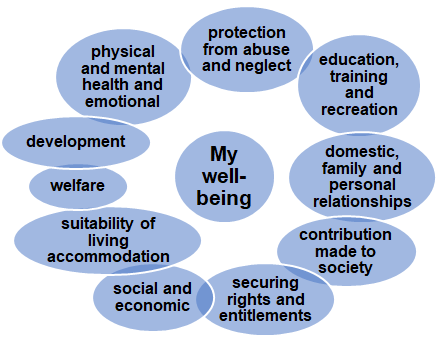 protection
from abuse
and neglect
education,
training
and
recreation
domestic,
family and
personal
relationships
contribution
made to
society
securing
rights and
entitlements
social and
economic
suitability of
living
accommodation
welfare
development
physical
and mental
health and
emotional
My
well-
being